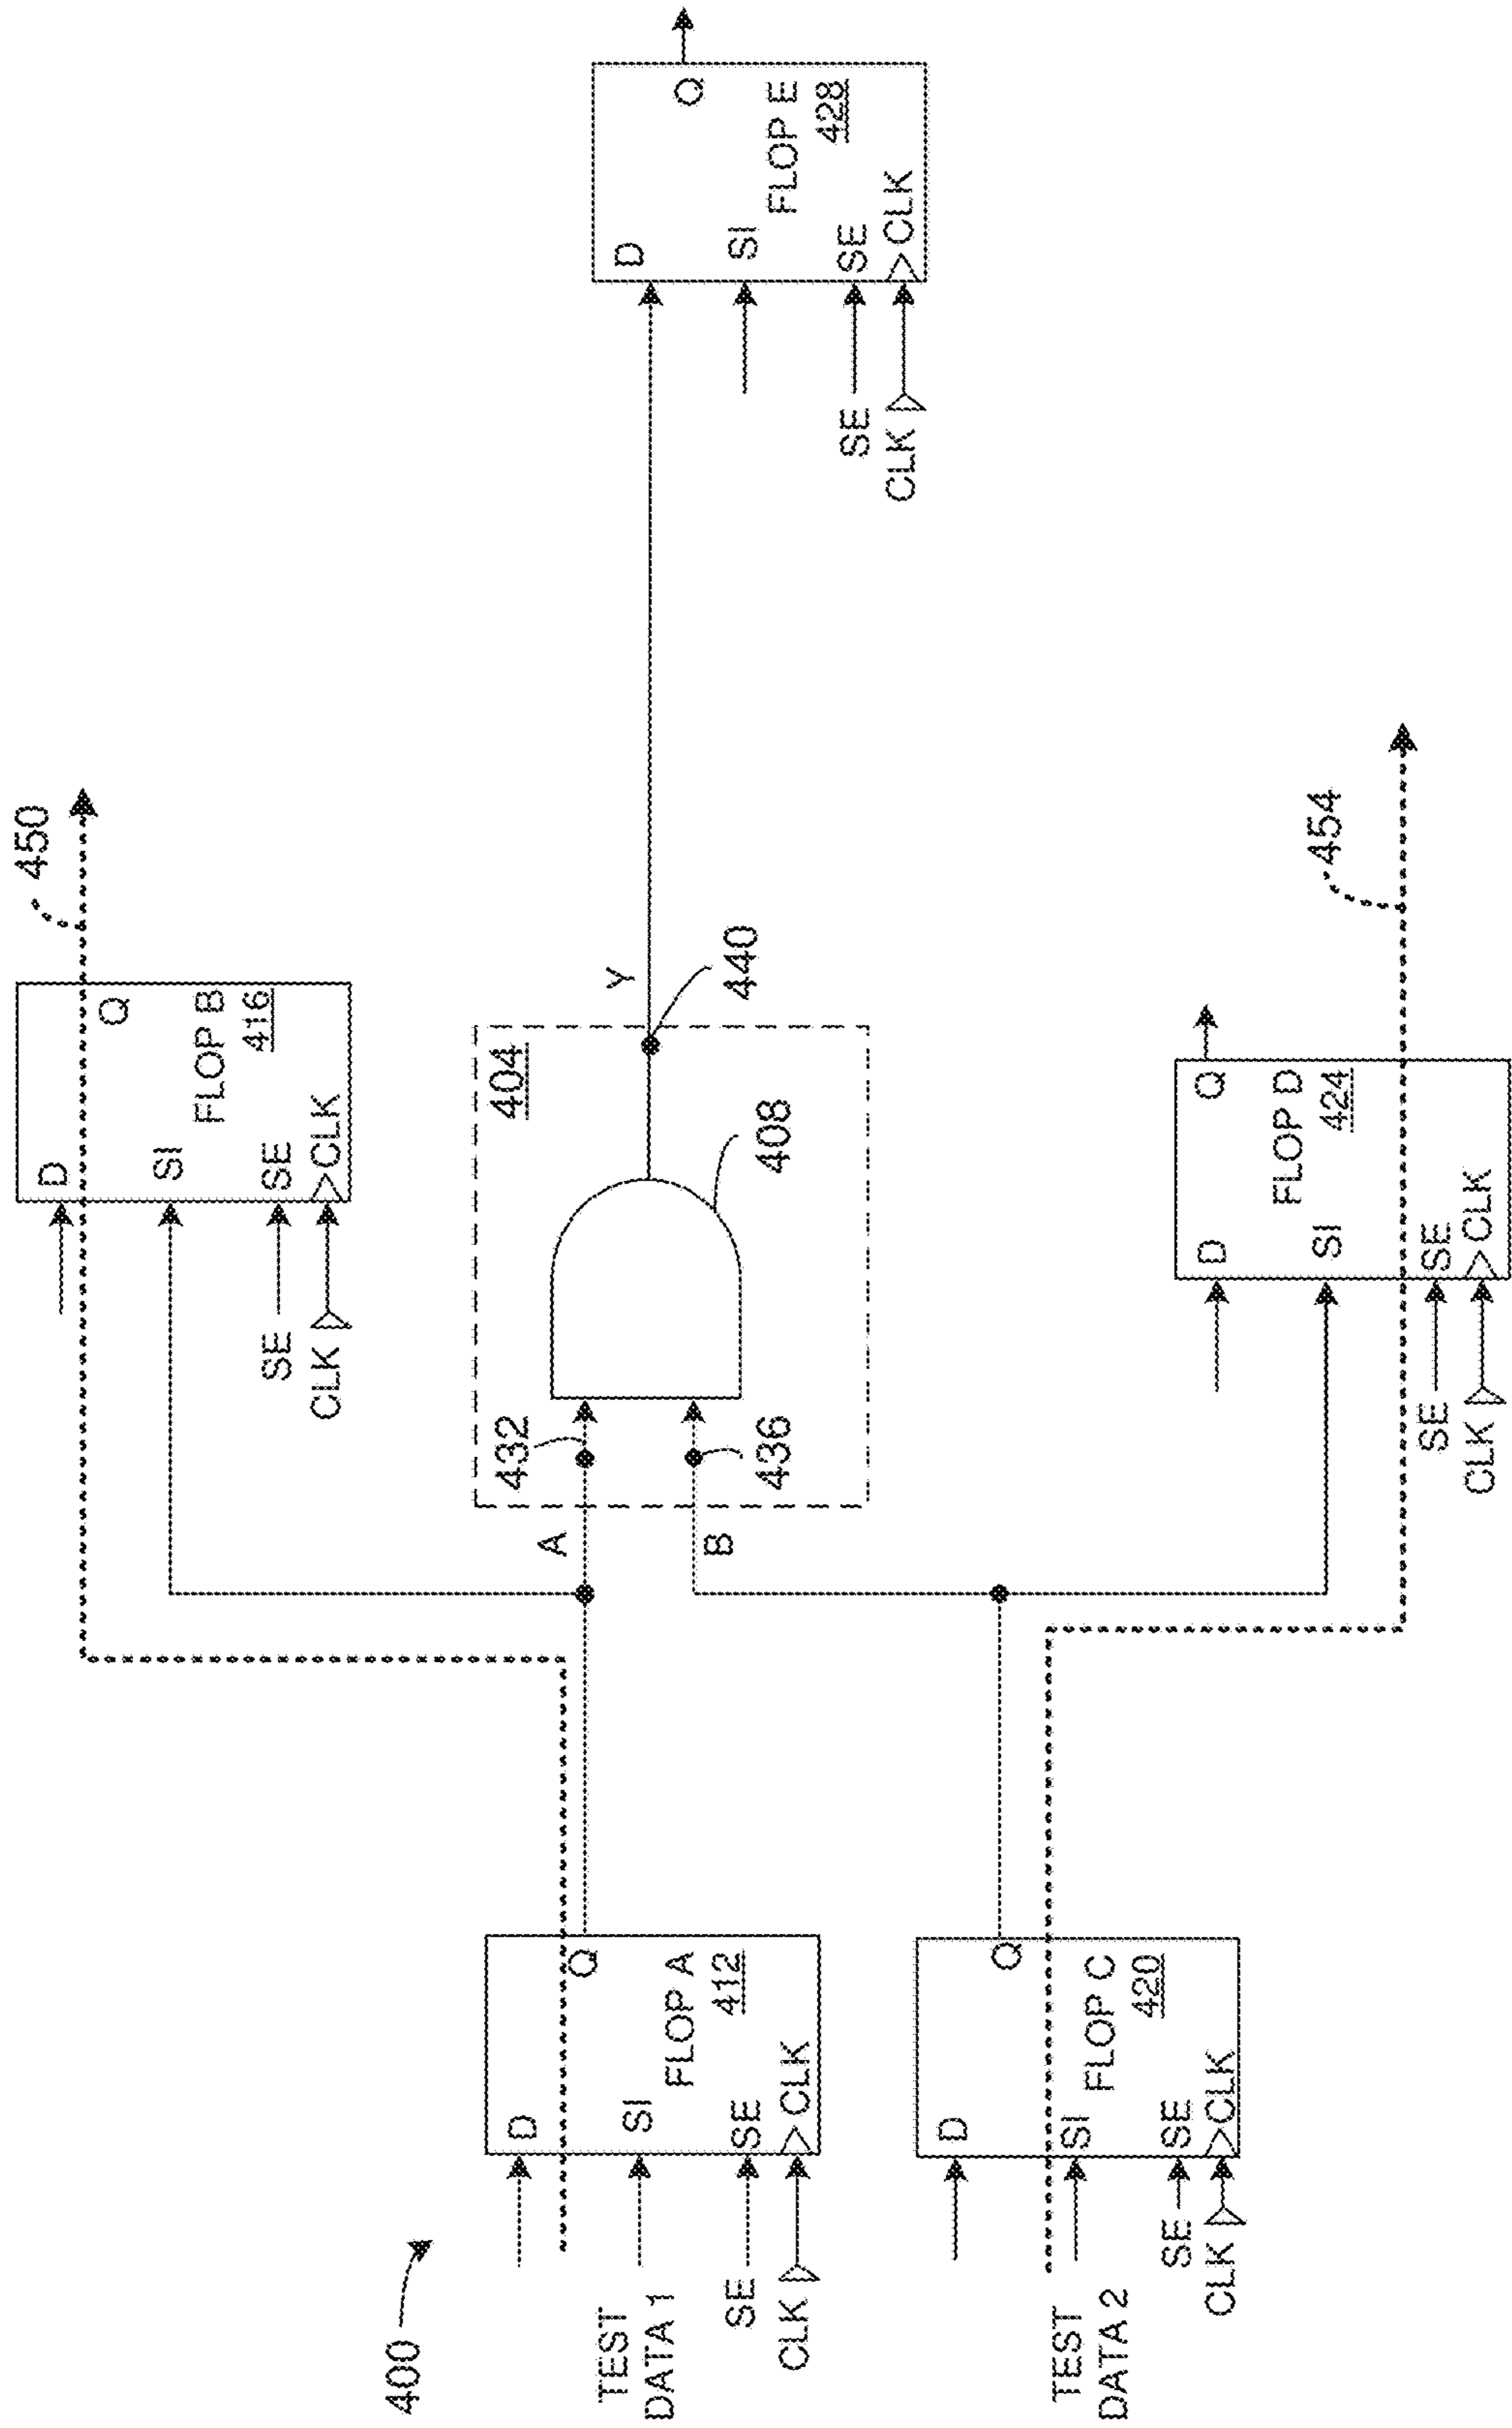 400
TEST
DATA 1
SE
CLK
D
SI
SE
CLK
Q
FLOP A
412
TEST
DATA 2
SE
CLK
D
SI
SE
CLK
Q
FLOP C
420
450
SE
CLK
D
SI
SE
CLK
Q
FLOP B
416
A
B
432
436
404
408
Y
440
454
SE
CLK
D
SI
SE
CLK
Q
FLOP D
424
SE
CLK
D
SI
SE
CLK
Q
FLOP E
428